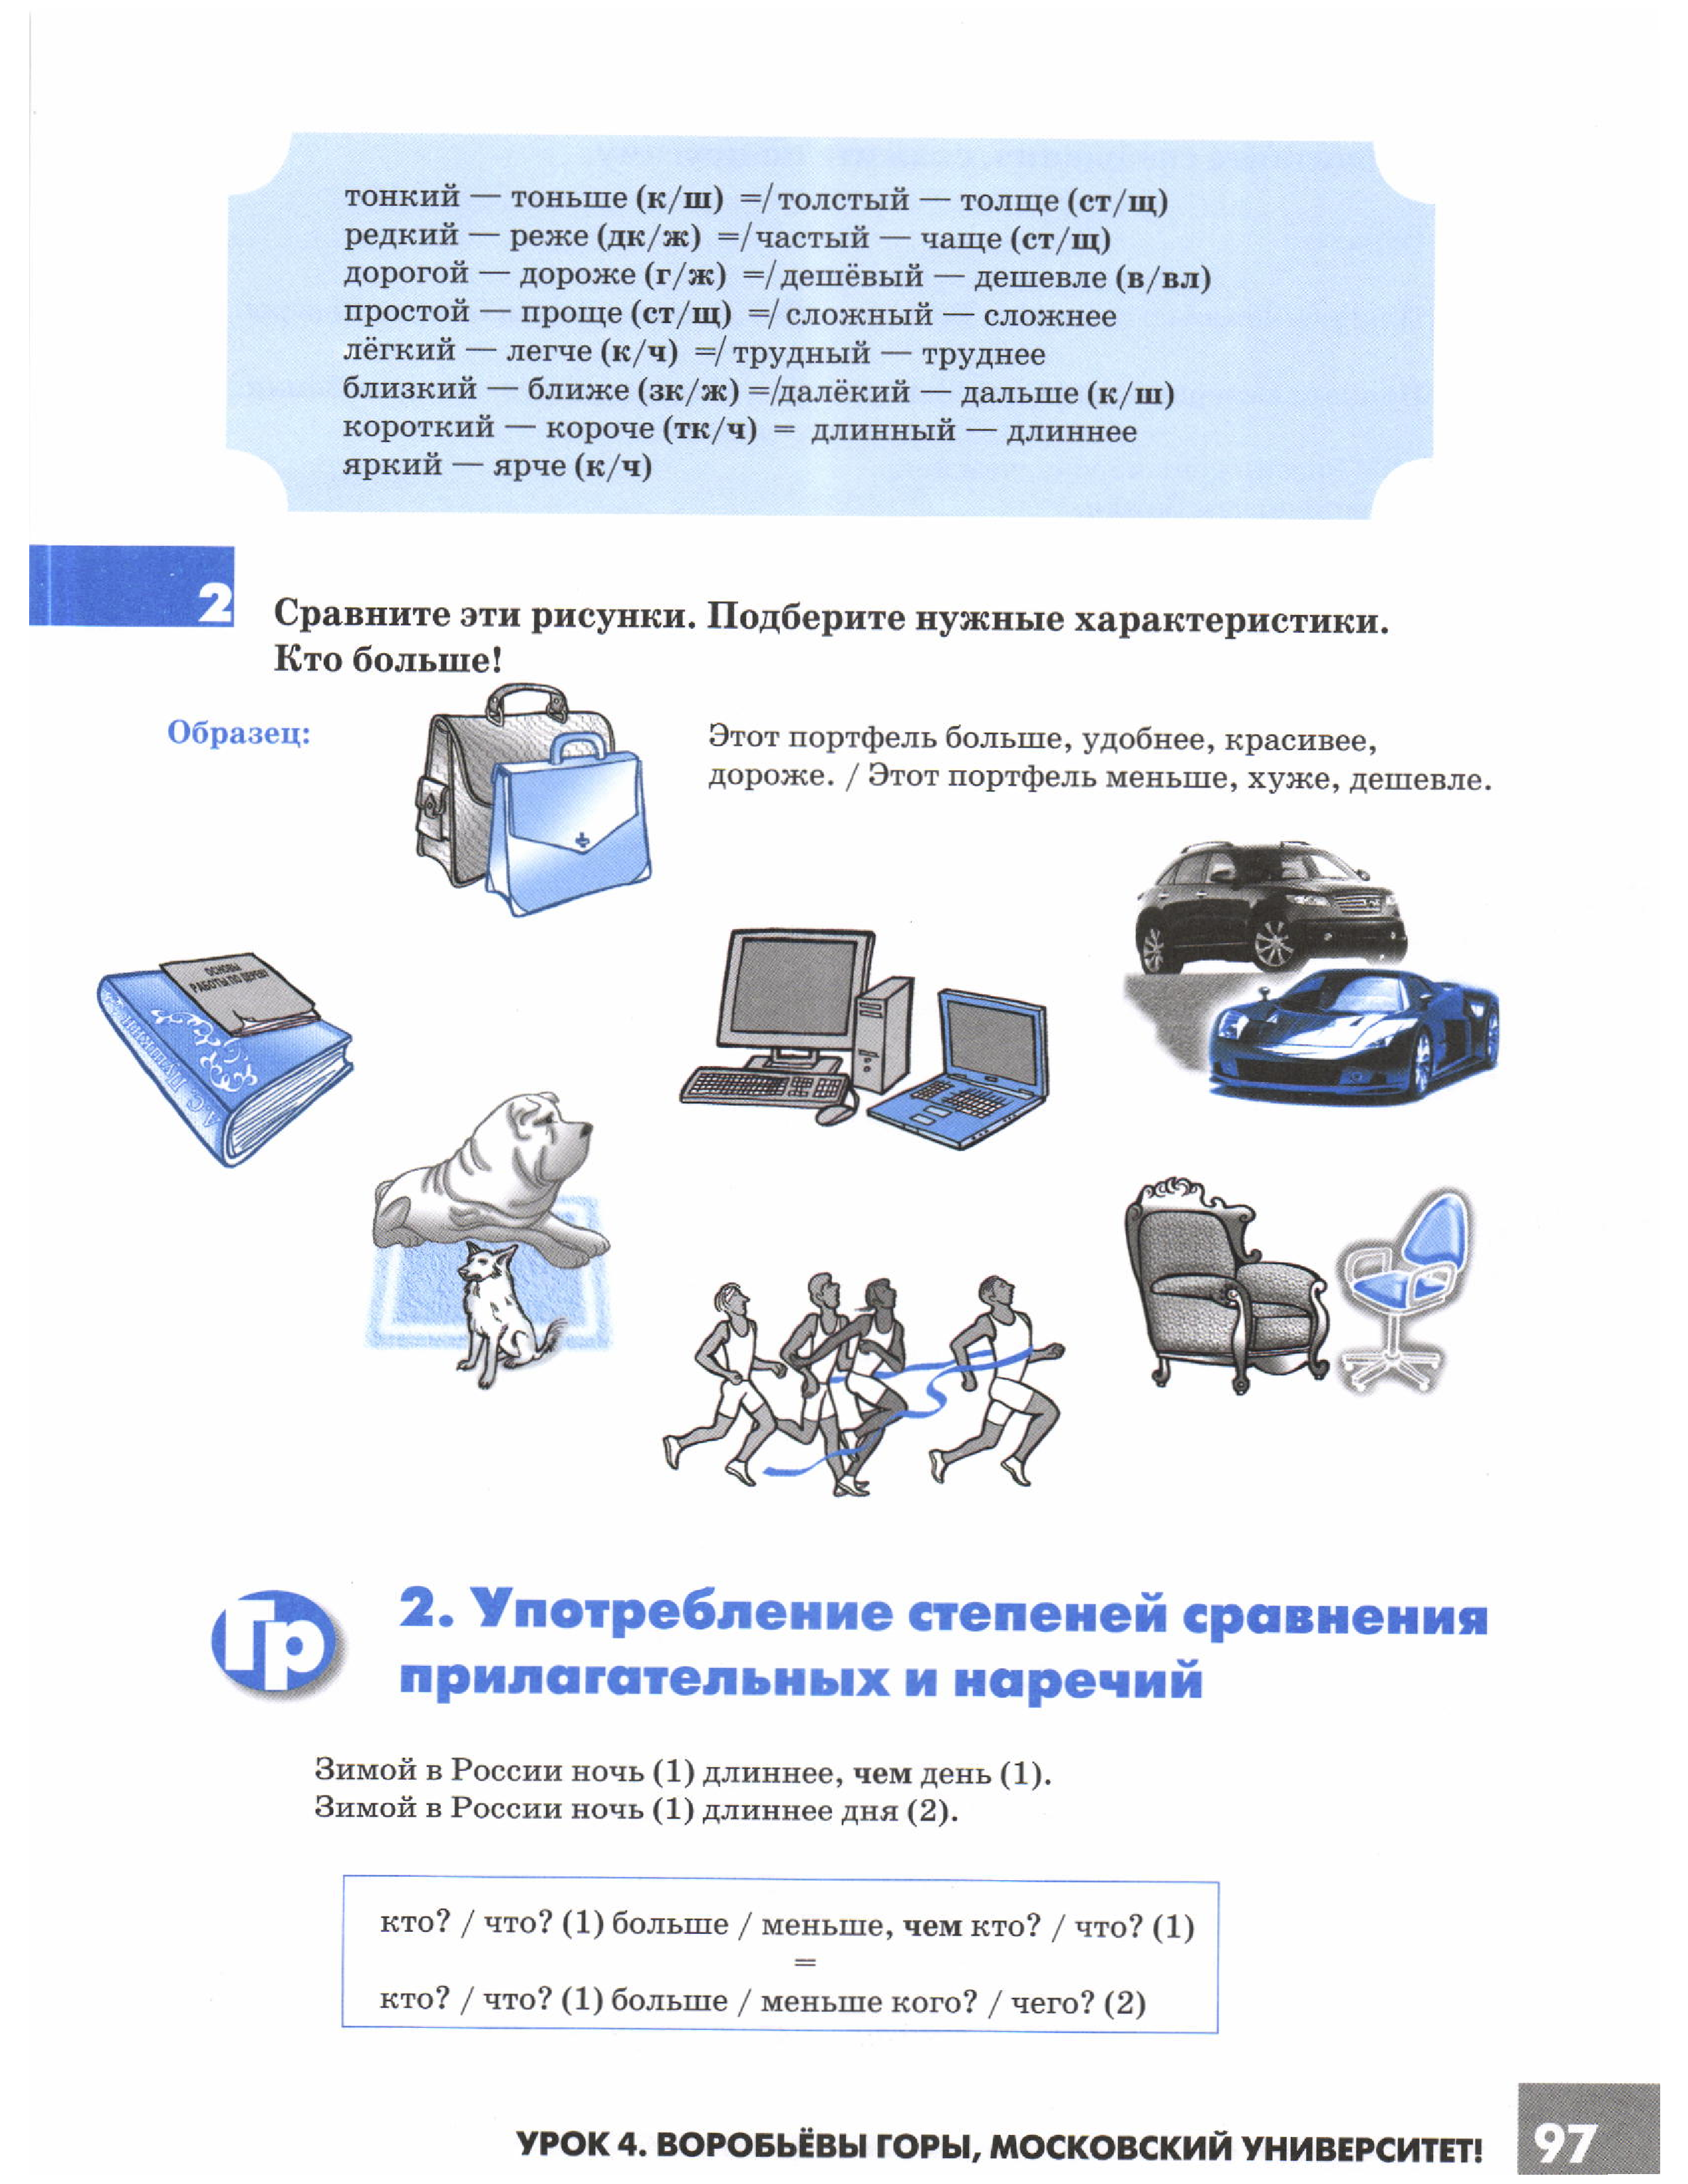 тонкий — тоньше (к/ш) =/ толстый — толще (ст/щ)
редкий — реже (дк/ж) =/ частый — чаще (ст/щ)
дорогой — дороже (г/ж) =/ дешёвый — дешевле (в/вл)
простой — проще (ст/щ) =/ сложный — сложнее
лёгкий — легче (к/ч) =/ трудный — труднее
близкий — ближе (зк/ж) =/далёкий — дальше (к/ш)
короткий — короче (тк/ч) = длинный — длиннее
яркий — ярче (к/ч)
2
Сравните эти рисунки. Подберите нужные характеристики.
Кто больше!
Образец:
Этот портфель больше, удобнее, красивее,
дороже. / Этот портфель меньше, хуже, дешевле.
ОСНОВЫ
РАБОТЫ ПО ДЕРЕВУ
А.С. Пушкин
Гр
2. Употребление степеней сравнения
прилагательных и наречий
Зимой в России ночь (1) длиннее, чем день (1).
Зимой в России ночь (1) длиннее дня (2).
кто? / что? (1) больше / меньше, чем кто? / что? (1)
=
кто? / что? (1) больше / меньше кого? / чего? (2)
УРОК 4. ВОРОБЬЁВЫ ГОРЫ, МОСКОВСКИЙ УНИВЕРСИТЕТ!
97